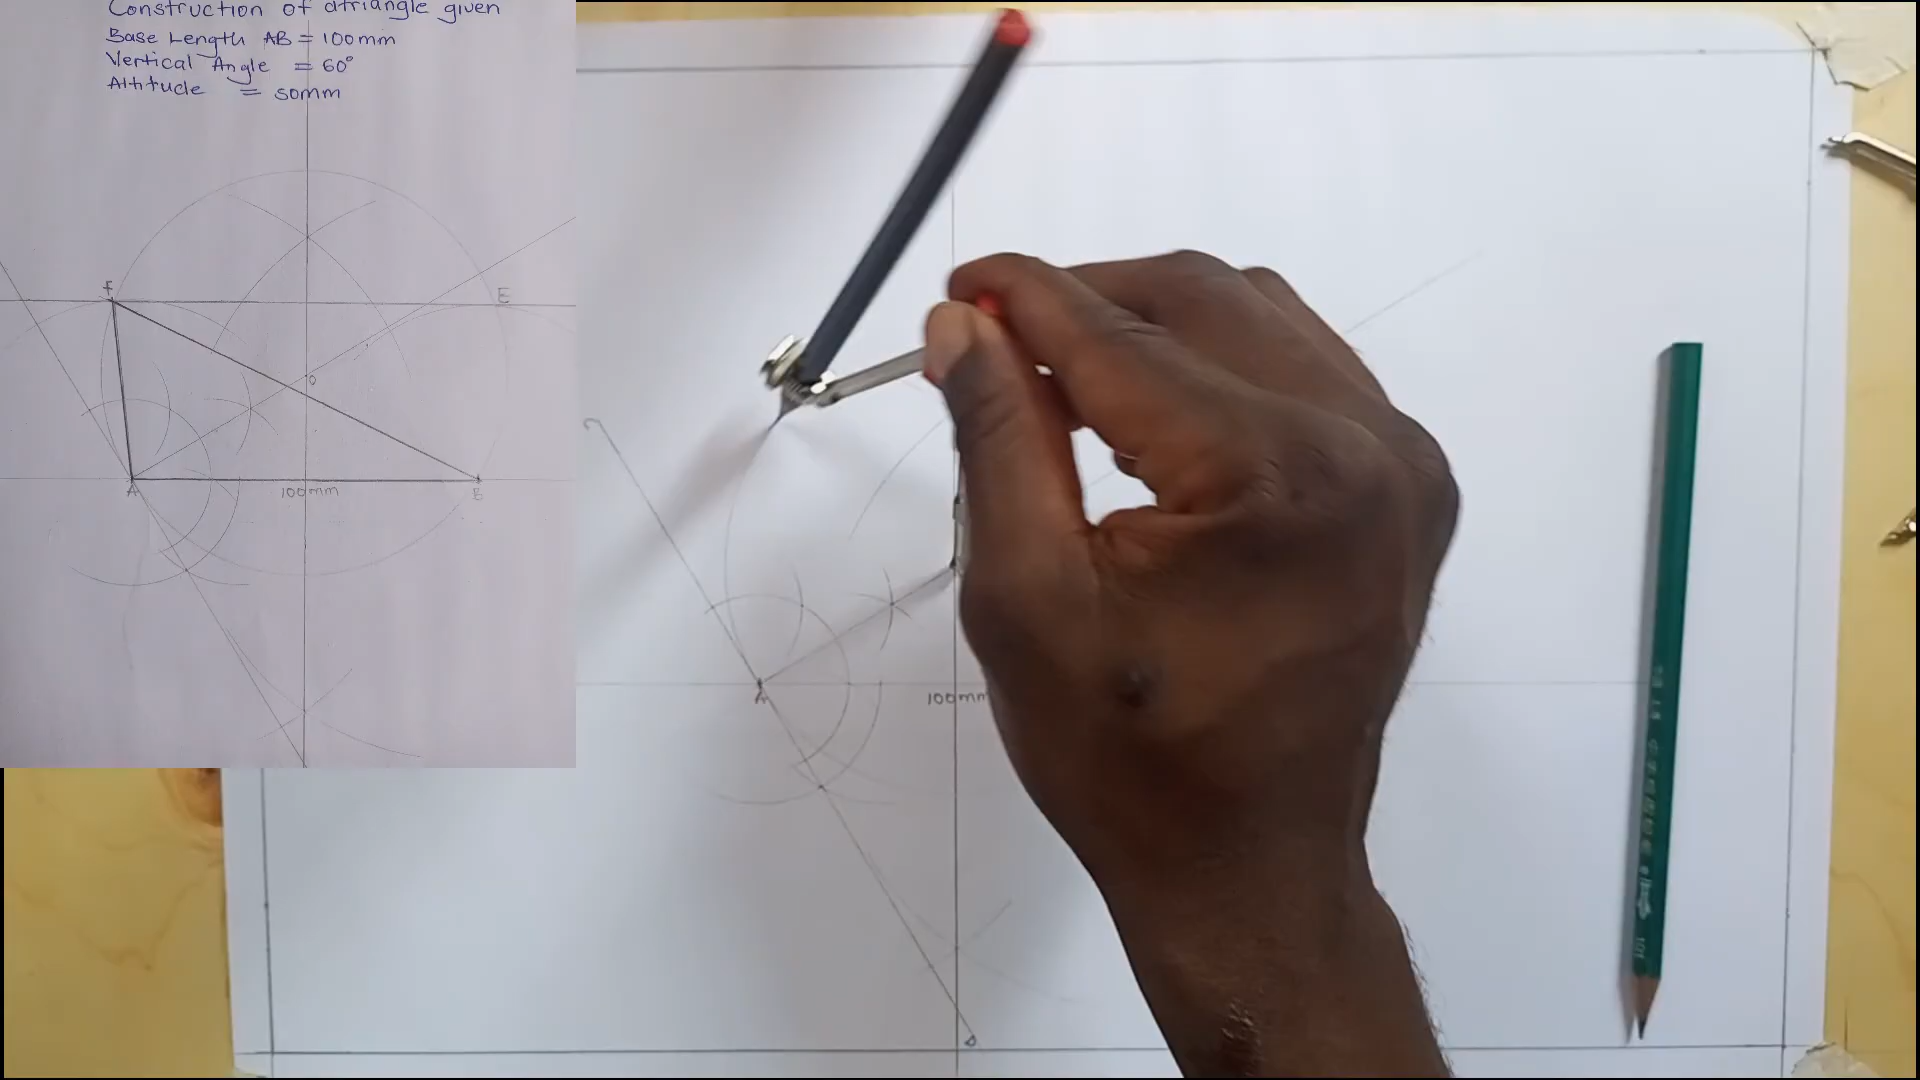 Construction of atriangle given
Base Length AB = 100mm
Vertical Angle = 60°
Altitude = 50mm
F
E
O
A
100mm
B
A
100mm